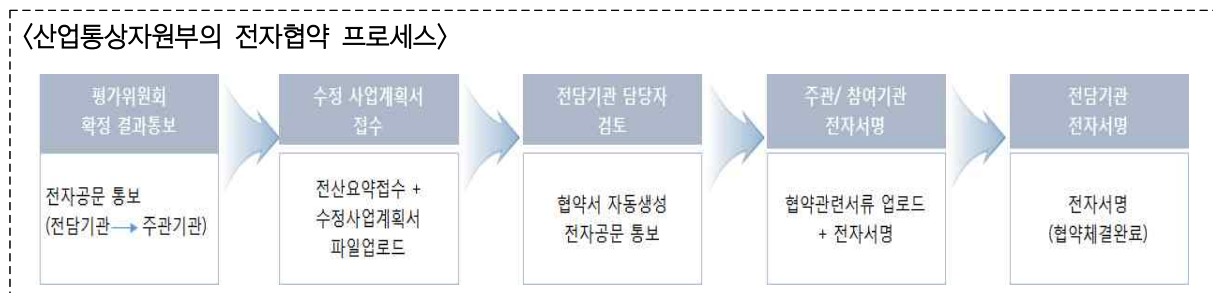 <산업통상자원부의 전자협약 프로세스>
평가위원회
확정 결과통보
전자공문 통보
(전담기관 → 주관기관)
수정 사업계획서
접수
전산요약접수 +
수정사업계획서
파일업로드
전담기관 담당자
검토
협약서 자동생성
전자공문 통보
주관/ 참여기관
전자서명
협약관련서류 업로드
+ 전자서명
전담기관
전자서명
전자서명
(협약체결완료)